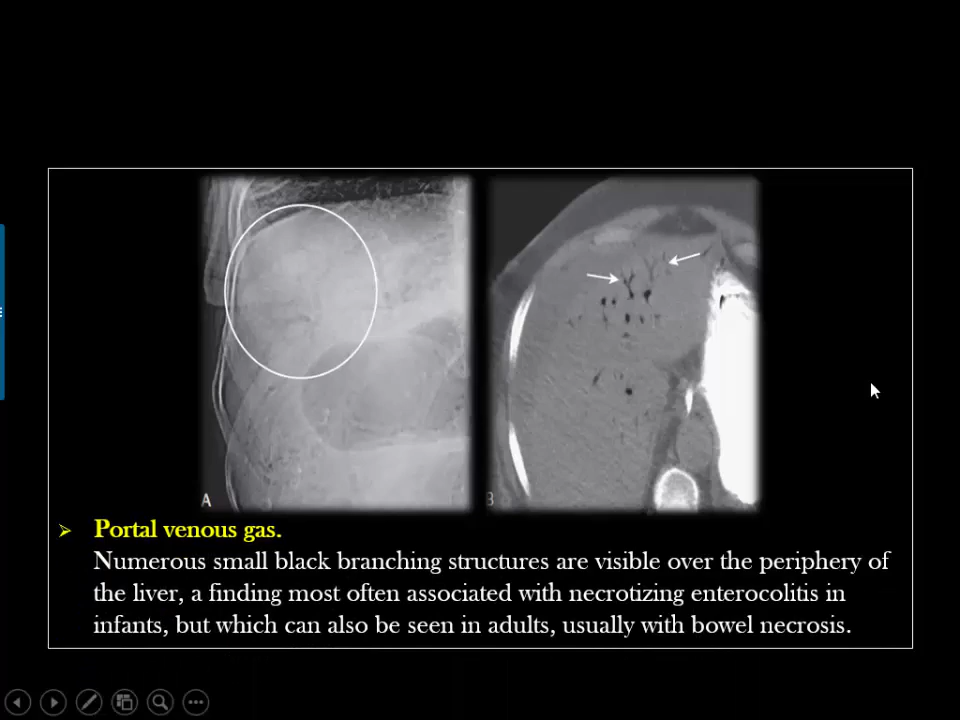 A
B
Portal venous gas.
Numerous small black branching structures are visible over the periphery of
the liver, a finding most often associated with necrotizing enterocolitis in
infants, but which can also be seen in adults, usually with bowel necrosis.